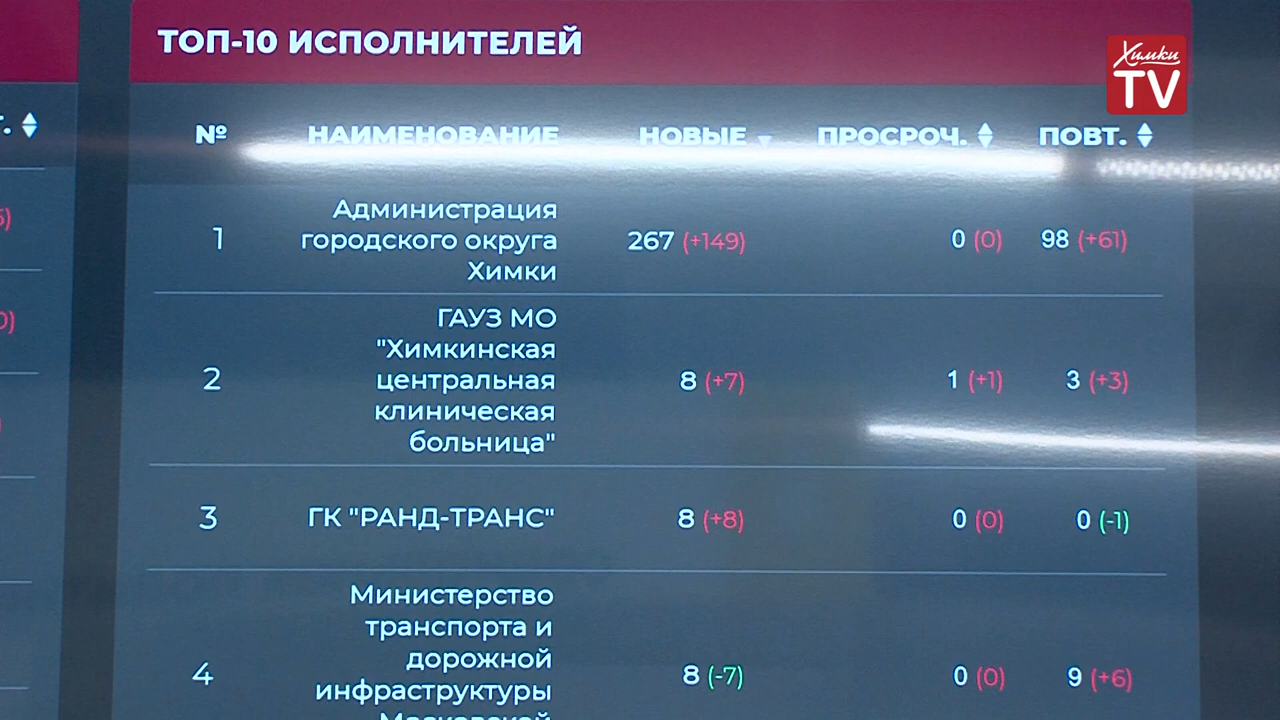 ТОП-10 ИСПОЛНИТЕЛЕЙ
Химки
TV
Т.
№ НАИМЕНОВАНИЕ НОВЫЕ ПРОСРОЧ. ПОВТ.
Администрация
1 городского округа 267 (+149) 0 (0) 98 (+61)
Химки
ГАУЗ МО
"Химкинская
2 центральная 8 (+7) 1 (+1) 3 (+3)
клиническая
больница"
3 ГК "РАНД-ТРАНС" 8 (+8) 0 (0) 0 (-1)
Министерство
транспорта и
дорожной
4 инфраструктуры 8 (-7) 0 (0) 9 (+6)
Московской